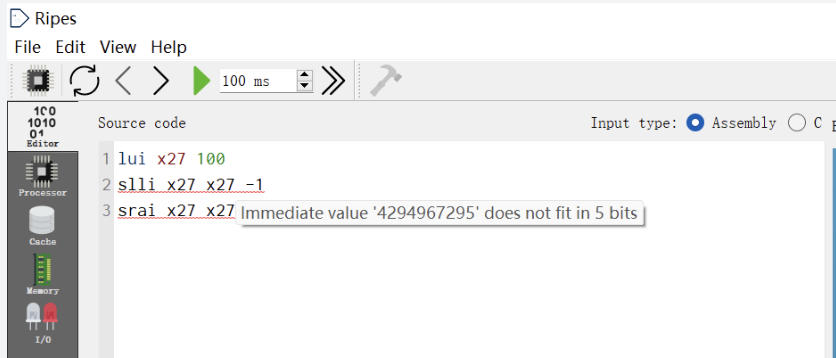 Ripes
File Edit View Help
100 ms
Source code
Input type: Assembly C
Editor
Processor
Cache
Memory
I/O
1 lui x27 100
2 slli x27 x27 -1
3 srai x27 x27
Immediate value '4294967295' does not fit in 5 bits